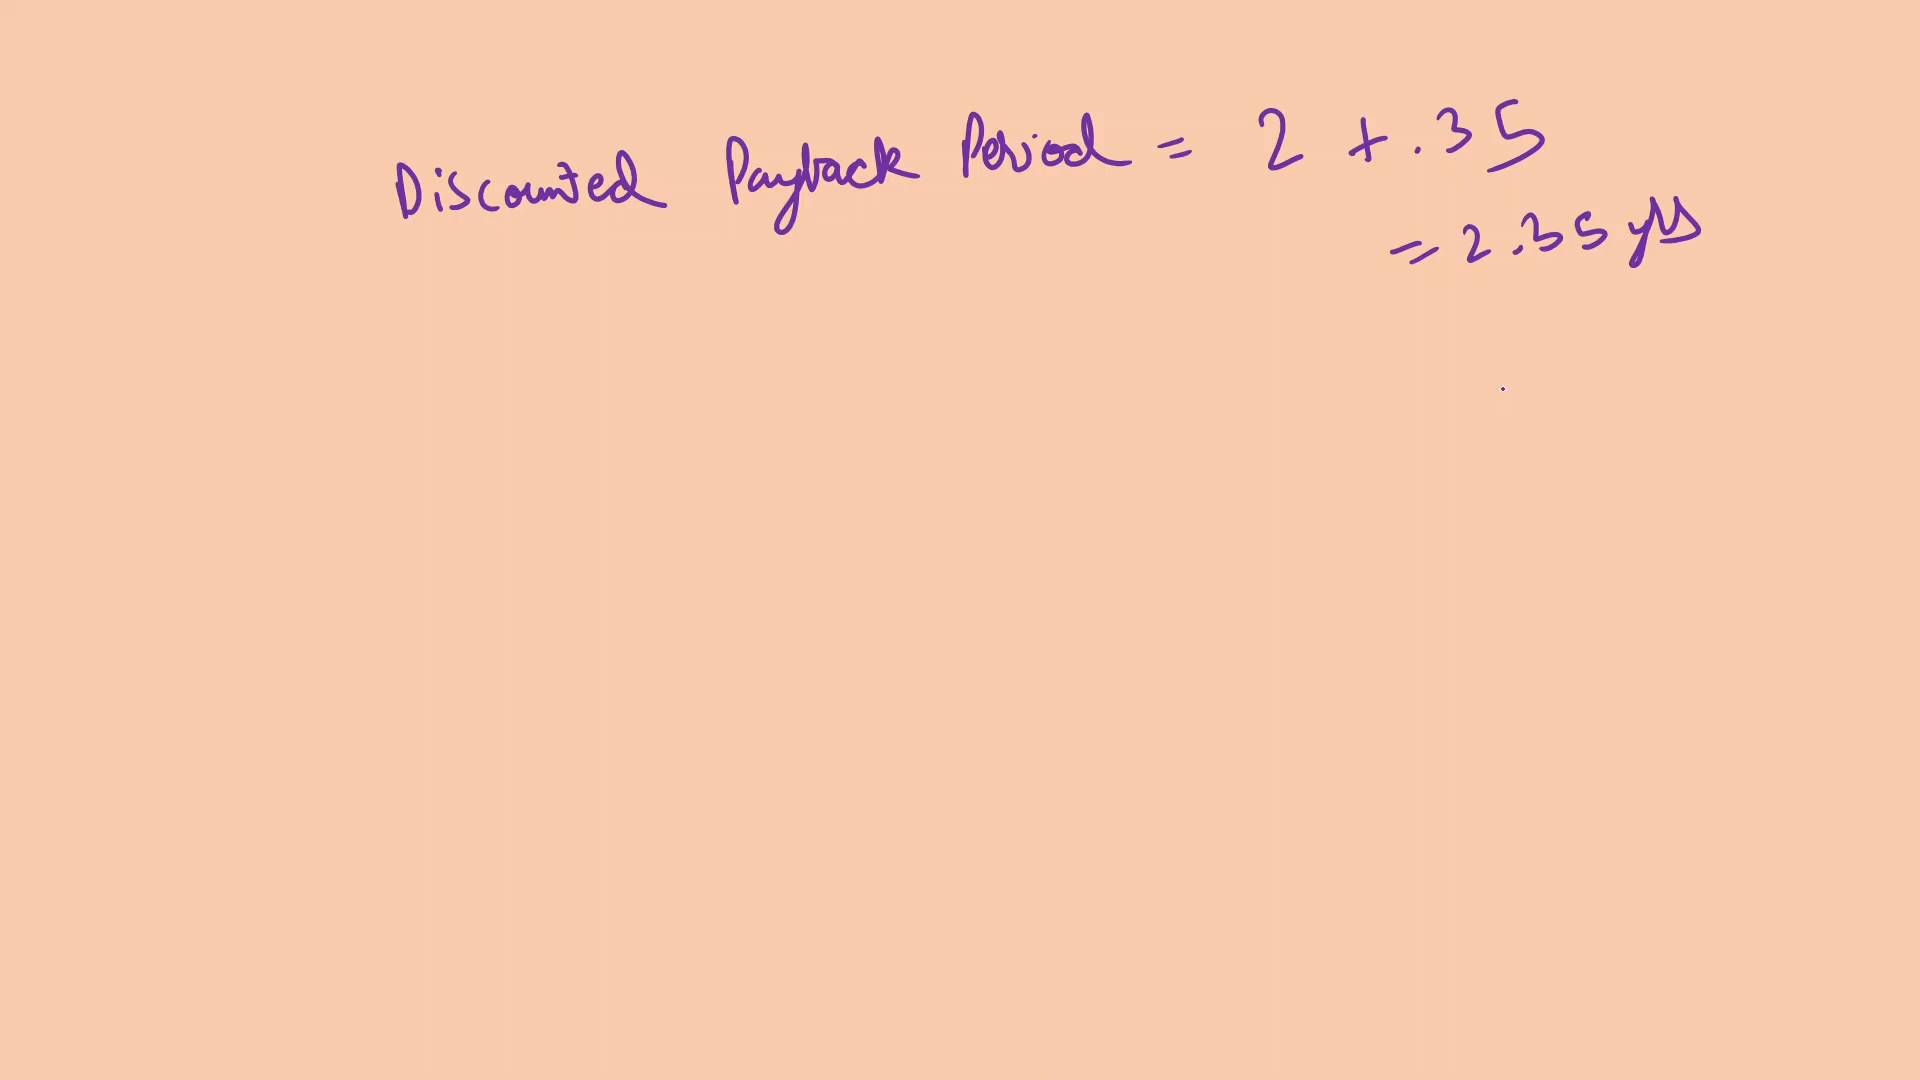 Discounted Payback Period = 2 + .35
= 2.35 yrs